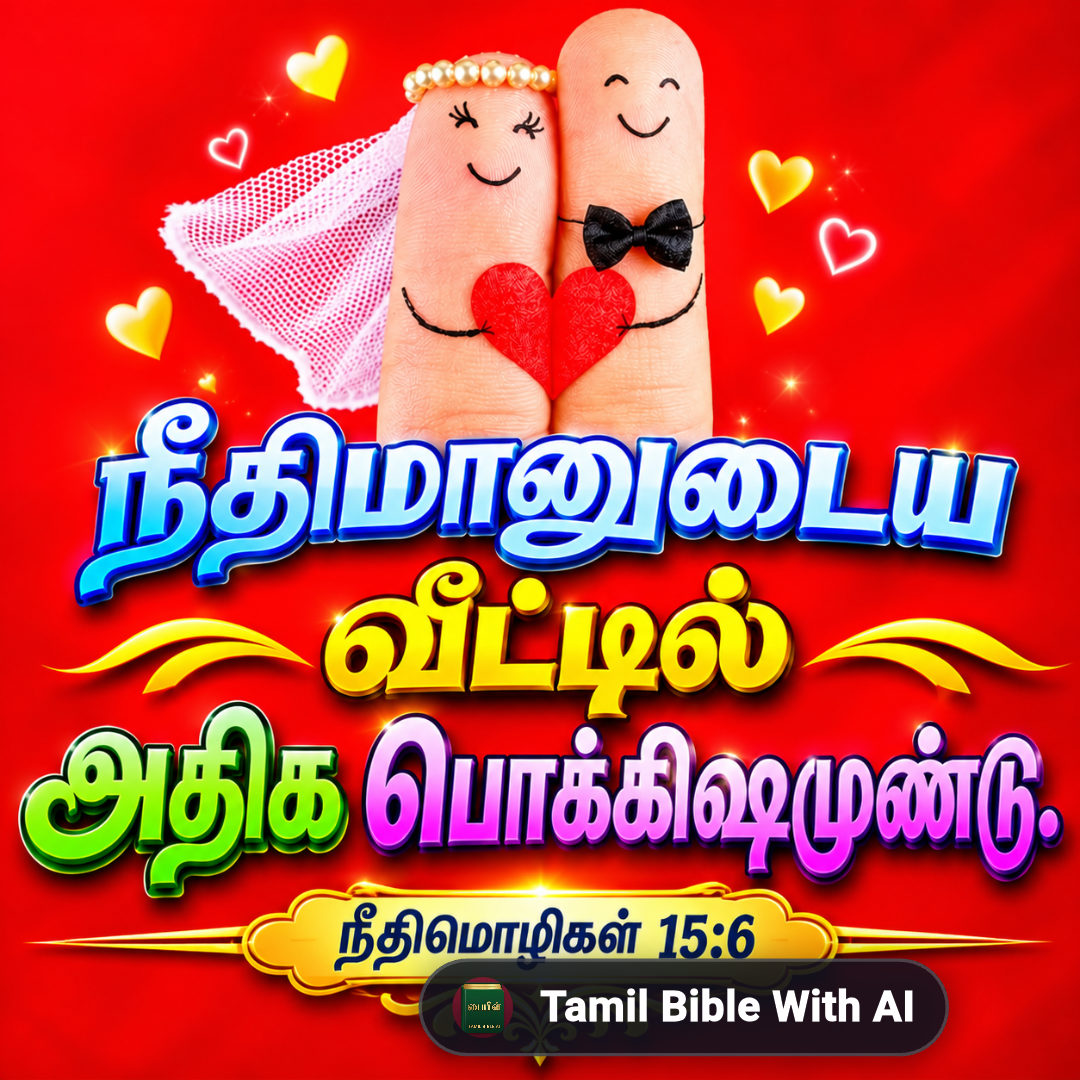 நீதிமானுடைய
வீட்டில்
அதிக பொக்கிஷமுண்டு.
நீதிமொழிகள் 15:6
Tamil Bible With AI